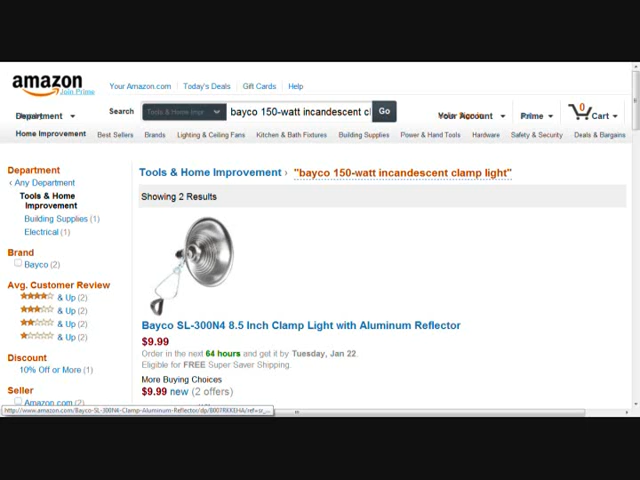 amazon
Join Prime
Your Amazon.com
Today's Deals
Gift Cards
Help
Department
Search
Tools & Home Impr
bayco 150-watt incandescent cl
Go
Your Account
Prime
0
Cart
Home Improvement
Best Sellers
Brands
Lighting & Ceiling Fans
Kitchen & Bath Fixtures
Building Supplies
Power & Hand Tools
Hardware
Safety & Security
Deals & Bargains
Department
‹ Any Department
Tools & Home
Improvement
Building Supplies (1)
Electrical (1)
Brand
Bayco (2)
Avg. Customer Review
& Up (2)
& Up (2)
& Up (2)
& Up (2)
Discount
10% Off or More (1)
Seller
Amazon.com (2)
Tools & Home Improvement › "bayco 150-watt incandescent clamp light"
Showing 2 Results
Bayco SL-300N4 8.5 Inch Clamp Light with Aluminum Reflector
$9.99
Order in the next 64 hours and get it by Tuesday, Jan 22.
Eligible for FREE Super Saver Shipping.
More Buying Choices
$9.99 new (2 offers)